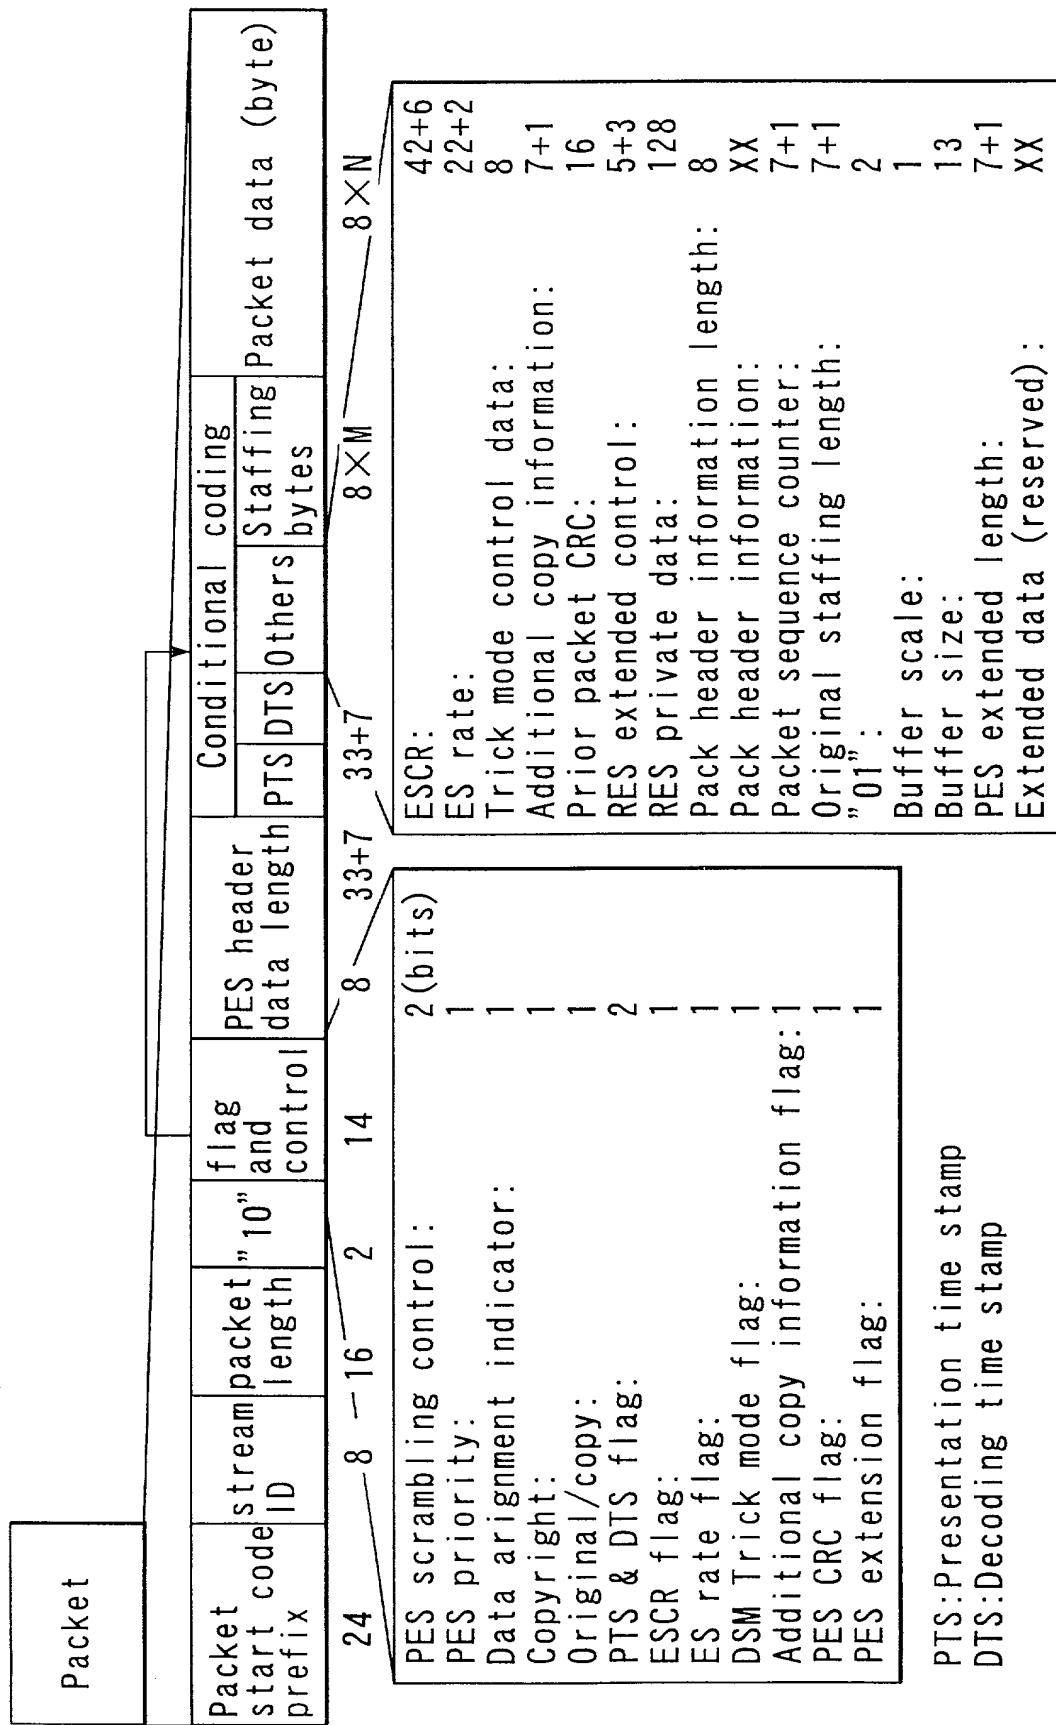 Packet
Packet
start code
prefix
stream
ID
packet
length
"10"
flag
and
control
PES header
data length
Conditional coding
PTS
DTS
Others
Staffing
bytes
Packet data (byte)
24
8
16
2
14
8
33+7
33+7
8×M
8×N
PES scrambling control: 2(bits)
PES priority: 1
Data arignment indicator: 1
Copyright: 1
Original/copy: 1
PTS & DTS flag: 2
ESCR flag: 1
ES rate flag: 1
DSM Trick mode flag: 1
Additional copy information flag: 1
PES CRC flag: 1
PES extension flag: 1
ESCR: 42+6
ES rate: 22+2
Trick mode control data: 8
Additional copy information: 7+1
Prior packet CRC: 16
RES extended control: 5+3
RES private data: 128
Pack header information length: 8
Pack header information: XX
Packet sequence counter: 7+1
Original staffing length: 7+1
"01": 2
Buffer scale: 1
Buffer size: 13
PES extended length: 7+1
Extended data (reserved): XX
PTS:Presentation time stamp
DTS:Decoding time stamp